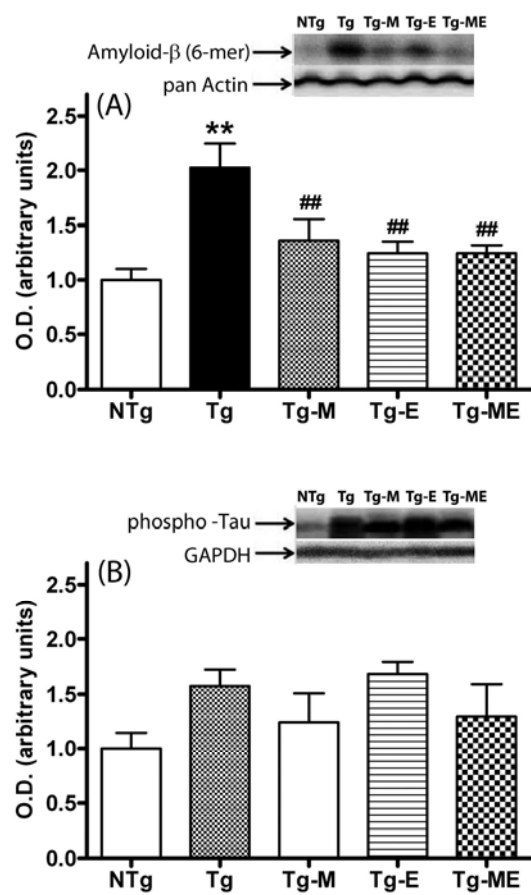 NTg Tg Tg-M Tg-E Tg-ME
Amyloid-β (6-mer)
pan Actin
(A)
O.D. (arbitrary units)
2.5
2.0
1.5
1.0
0.5
0.0
**
##
##
##
NTg Tg Tg-M Tg-E Tg-ME
NTg Tg Tg-M Tg-E Tg-ME
phospho -Tau
GAPDH
(B)
O.D. (arbitrary units)
2.5
2.0
1.5
1.0
0.5
0.0
NTg Tg Tg-M Tg-E Tg-ME